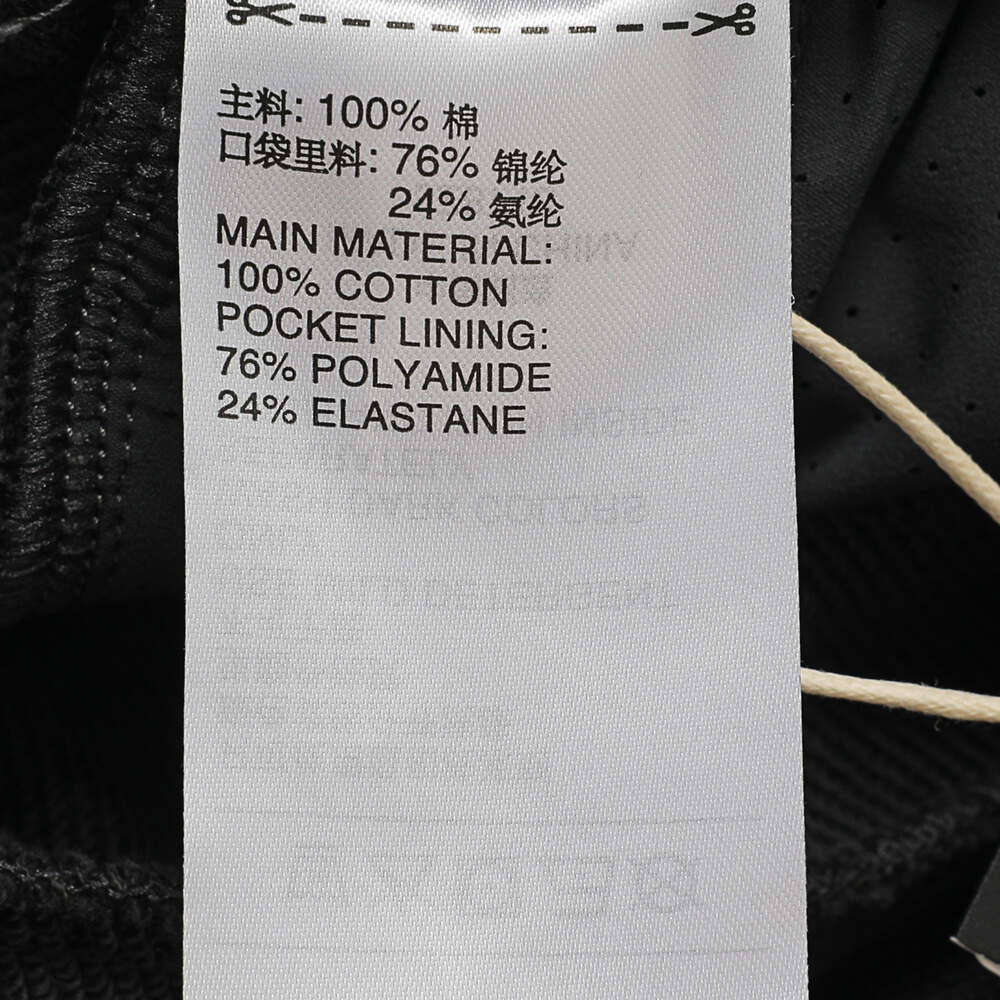 主料: 100% 棉
口袋里料: 76% 锦纶
24% 氨纶
MAIN MATERIAL:
100% COTTON
POCKET LINING:
76% POLYAMIDE
24% ELASTANE